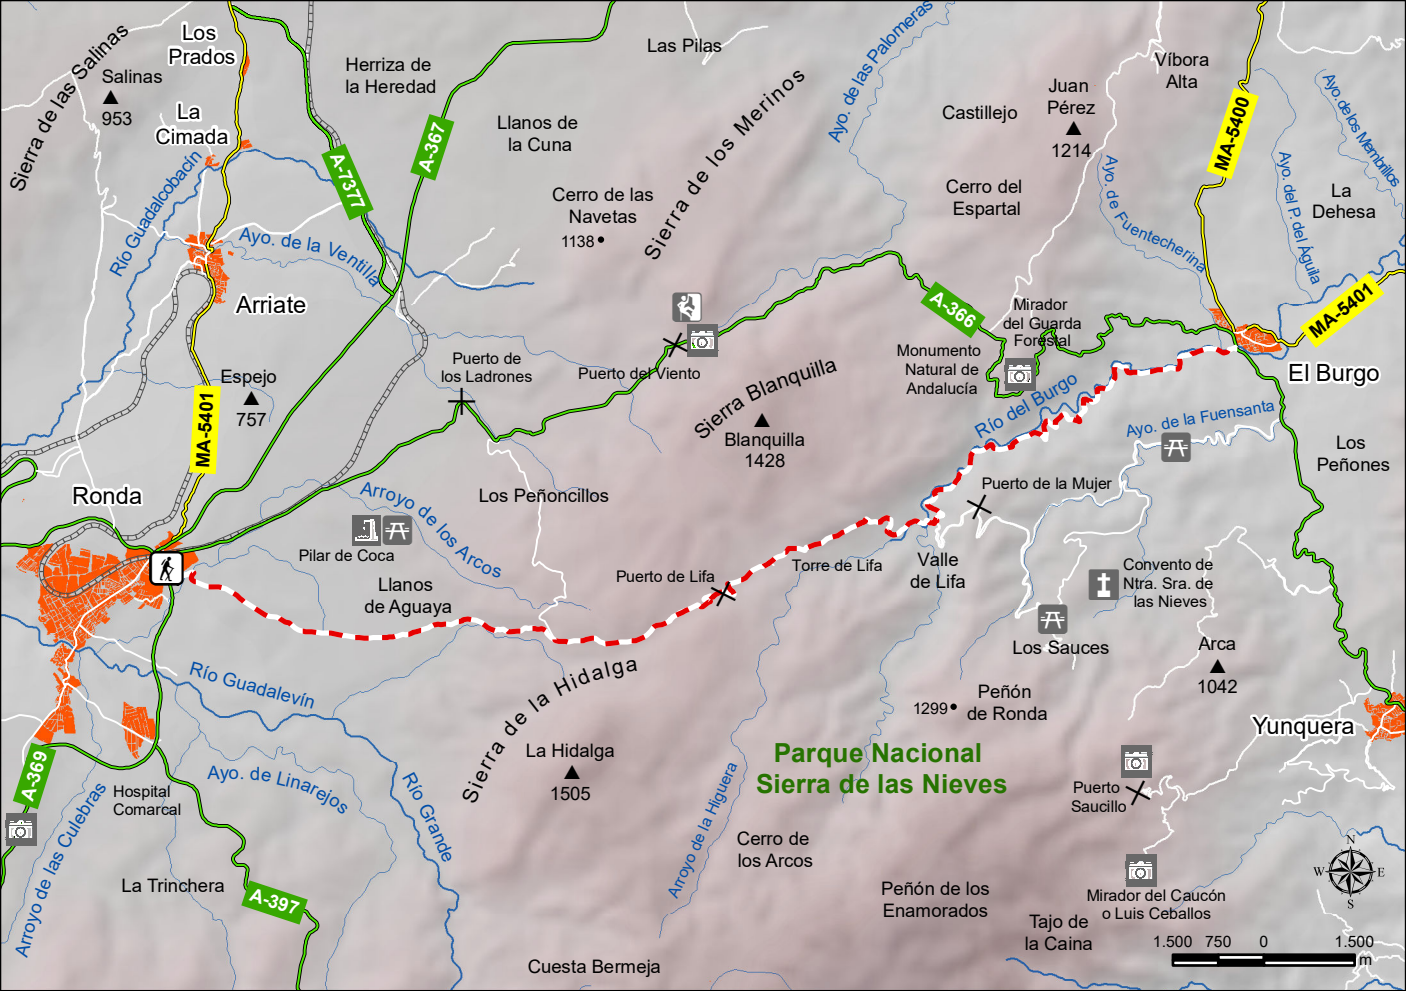 Los
Prados
Sierra de las Salinas
Salinas
953
La
Cimada
Herriza de
la Heredad
A-367
A-7377
Llanos de
la Cuna
Las Pilas
Sierra de los Merinos
Cerro de las
Navetas
1138
Ayo. de las Palomeras
Castillejo
Juan
Pérez
1214
Víbora
Alta
MA-5400
Ayo. de los Membrillos
Cerro del
Espartal
Ayo. de Fuentecherina
Ayo. del P. del Águila
La
Dehesa
Río Guadalcobacín
Ayo. de la Ventilla
Arriate
A-366
Mirador
del Guarda
Forestal
MA-5401
Monumento
Natural de
Andalucía
El Burgo
Puerto de
los Ladrones
Puerto del Viento
Espejo
757
MA-5401
Sierra Blanquilla
Blanquilla
1428
Río del Burgo
Ayo. de la Fuensanta
Los
Peñones
Ronda
Los Peñoncillos
Arroyo de los Arcos
Pilar de Coca
Llanos
de Aguaya
Puerto de la Mujer
Puerto de Lifa
Torre de Lifa
Valle
de Lifa
Convento de
Ntra. Sra. de
las Nieves
Los Sauces
Arca
1042
Río Guadalevín
Sierra de la Hidalga
La Hidalga
1505
1299
Peñón
de Ronda
Yunquera
Parque Nacional
Sierra de las Nieves
A-369
Ayo. de Linarejos
Río Grande
Hospital
Comarcal
Arroyo de las Culebras
Arroyo de la Higuera
Puerto
Saucillo
Cerro de
los Arcos
La Trinchera
A-397
Peñón de los
Enamorados
Mirador del Caucón
o Luis Ceballos
Tajo de
la Caina
Cuesta Bermeja
N
W E
S
1.500 750 0 1.500
m